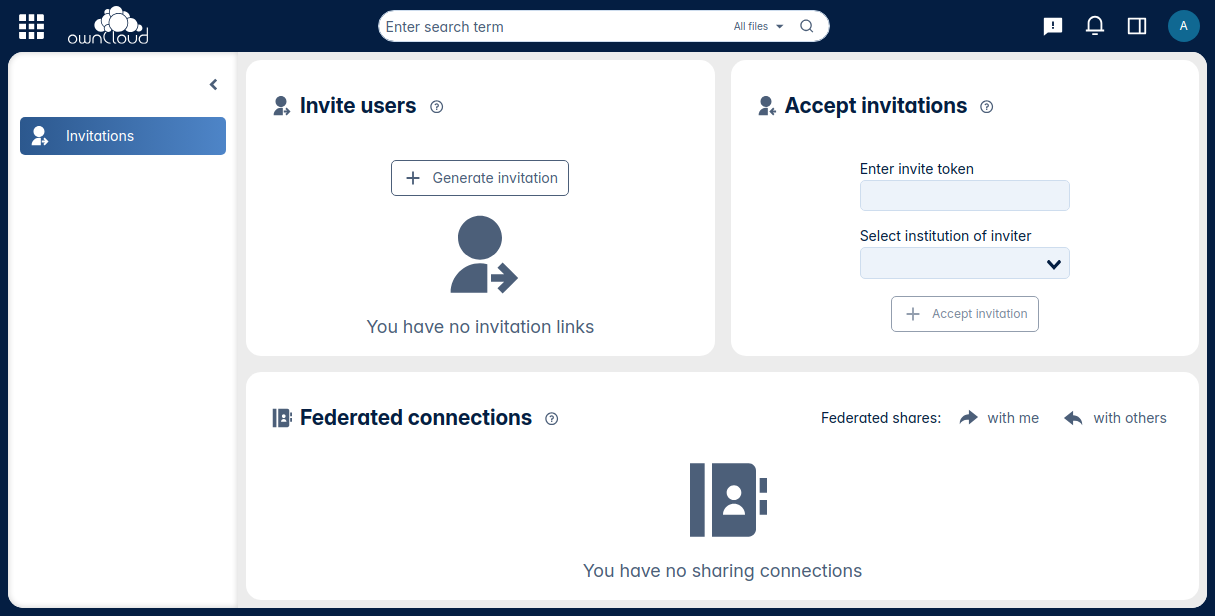 ownCloud
Enter search term
All files
A
Invitations
Invite users
Generate invitation
You have no invitation links
Accept invitations
Enter invite token
Select institution of inviter
Accept invitation
Federated connections
Federated shares: with me with others
You have no sharing connections